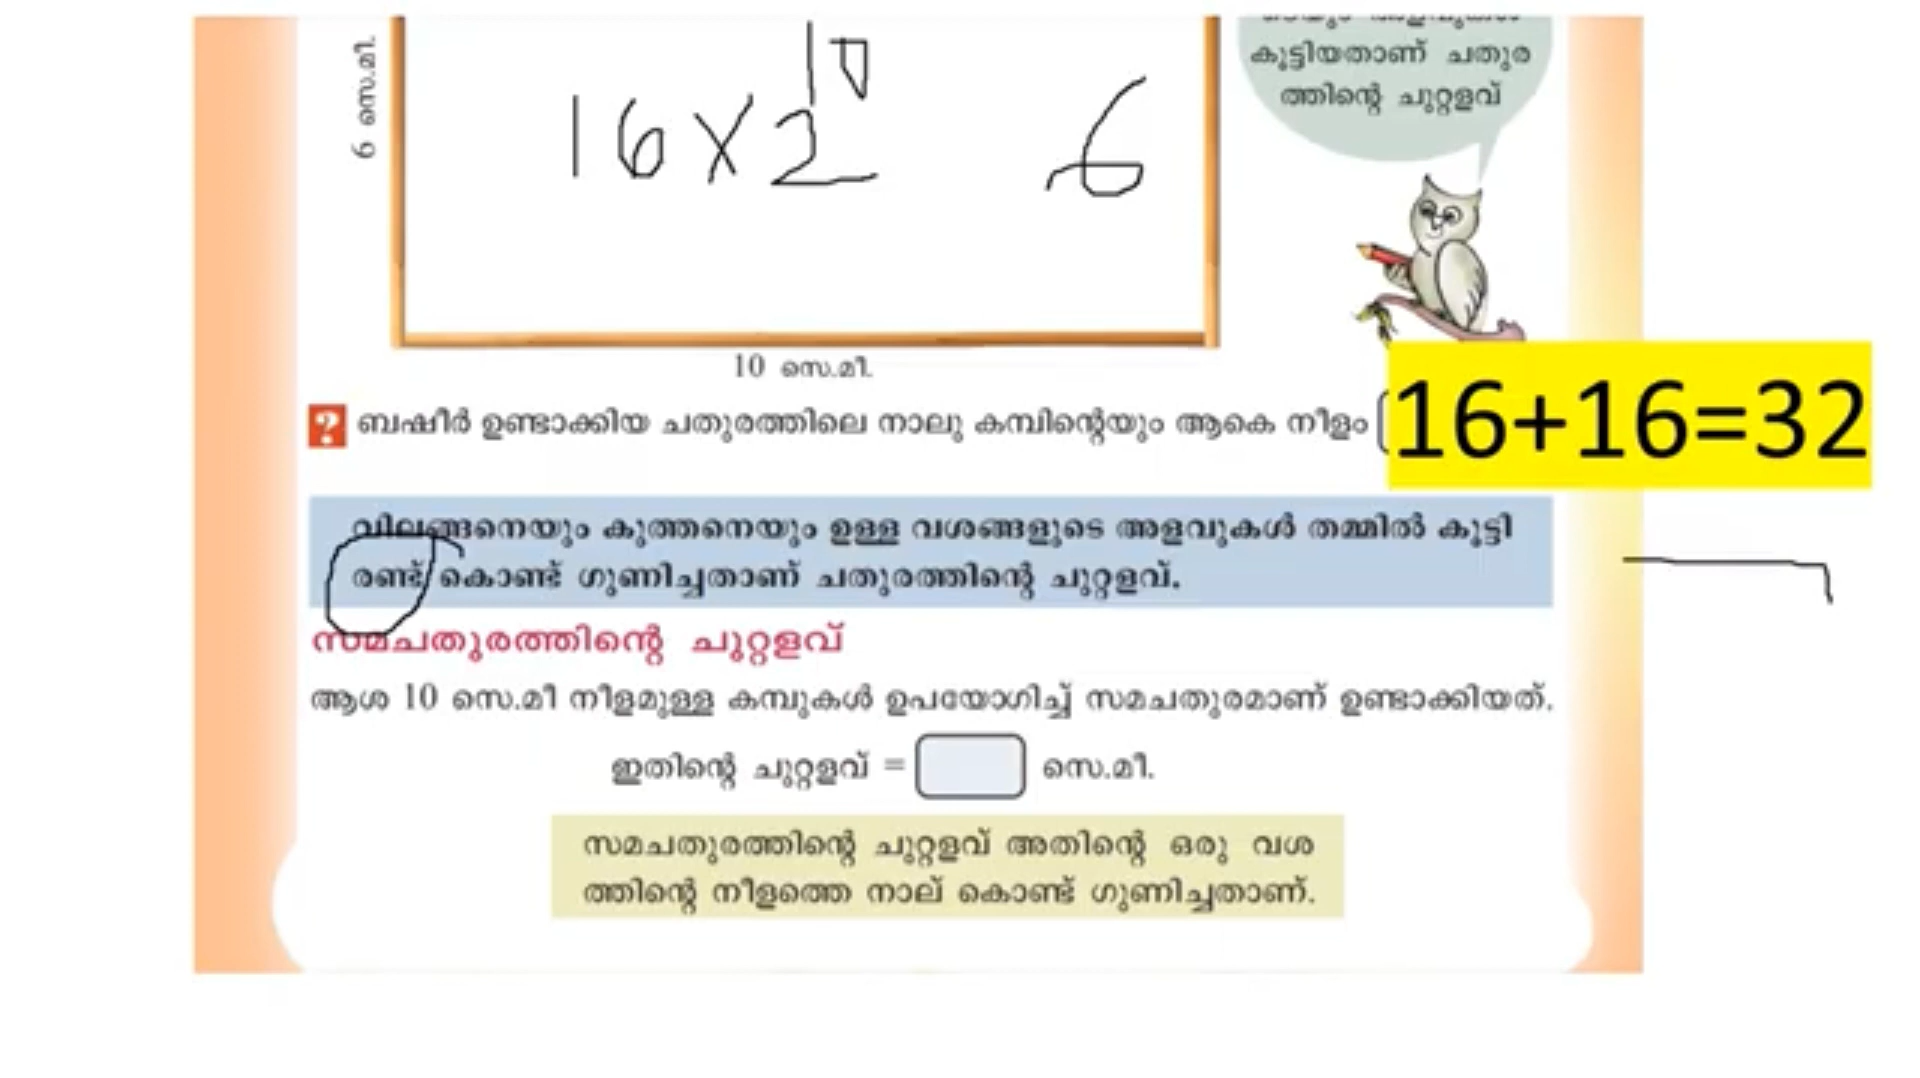 കൂട്ടിയതാണ് ചതുര
ത്തിന്റെ ചുറ്റളവ്
6 സെ.മീ.
10
16×2
6
10 സെ.മീ.
? ബഷീർ ഉണ്ടാക്കിയ ചതുരത്തിലെ നാലു കമ്പിന്റെയും ആകെ നീളം
16+16=32
വിലങ്ങനെയും കുത്തനെയും ഉള്ള വശങ്ങളുടെ അളവുകൾ തമ്മിൽ കൂട്ടി
രണ്ട് കൊണ്ട് ഗുണിച്ചതാണ് ചതുരത്തിന്റെ ചുറ്റളവ്.
സമചതുരത്തിന്റെ ചുറ്റളവ്
ആശ 10 സെ.മീ നീളമുള്ള കമ്പുകൾ ഉപയോഗിച്ച് സമചതുരമാണ് ഉണ്ടാക്കിയത്.
ഇതിന്റെ ചുറ്റളവ് = സെ.മീ.
സമചതുരത്തിന്റെ ചുറ്റളവ് അതിന്റെ ഒരു വശ
ത്തിന്റെ നീളത്തെ നാല് കൊണ്ട് ഗുണിച്ചതാണ്.